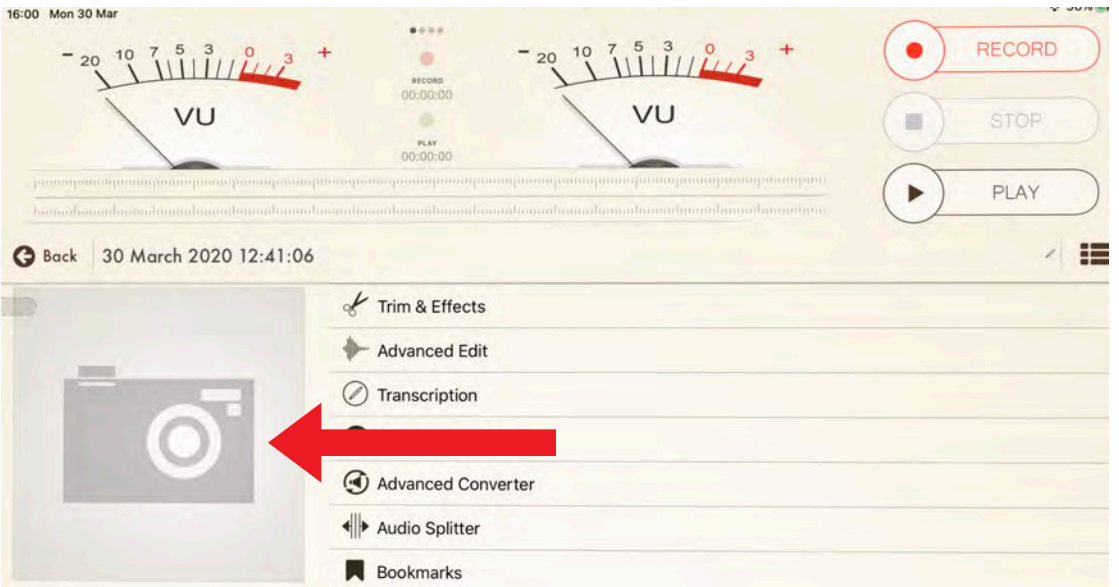 16:00 Mon 30 Mar
- 20 10 7 5 3 0 3 +
VU
RECORD
00:00:00
PLAY
00:00:00
- 20 10 7 5 3 0 3 +
VU
RECORD
STOP
PLAY
Back 30 March 2020 12:41:06
Trim & Effects
Advanced Edit
Transcription
Advanced Converter
Audio Splitter
Bookmarks